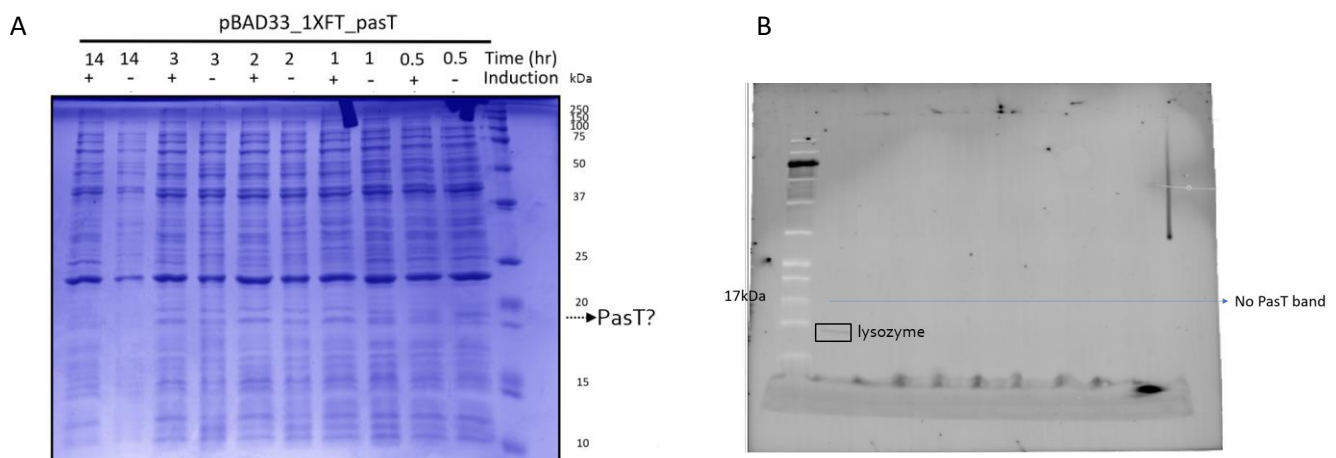 A
pBAD33_1XFT_pasT
14 14 3 3 2 2 1 1 0.5 0.5 Time (hr)
+ - + - + - + - + - Induction
kDa
250
150
100
75
50
37
25
20
PasT?
15
10
B
17kDa
No PasT band
lysozyme